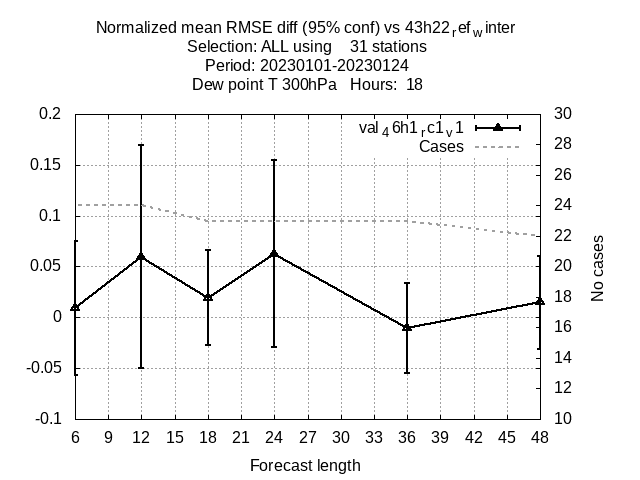 Normalized mean RMSE diff (95% conf) vs 43h22refwinter
Selection: ALL using 31 stations
Period: 20230101-20230124
Dew point T 300hPa Hours: 18
val46h1rc1v1
Cases
0.2
0.15
0.1
0.05
0
-0.05
-0.1
30
28
26
24
22
20
18
16
14
12
10
No cases
6 9 12 15 18 21 24 27 30 33 36 39 42 45 48
Forecast length